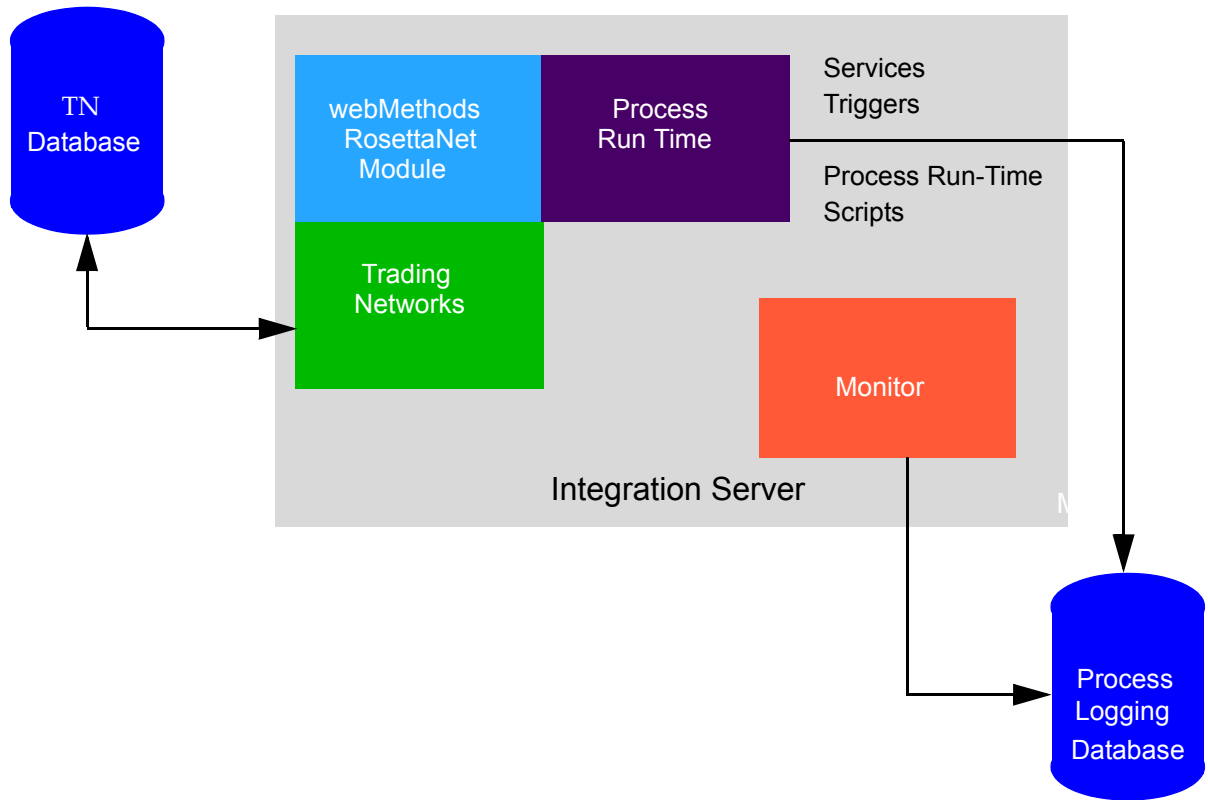 TN
Database
webMethods
RosettaNet
Module
Process
Run Time
Services
Triggers
Process Run-Time
Scripts
Trading
Networks
Monitor
Integration Server
Process
Logging
Database